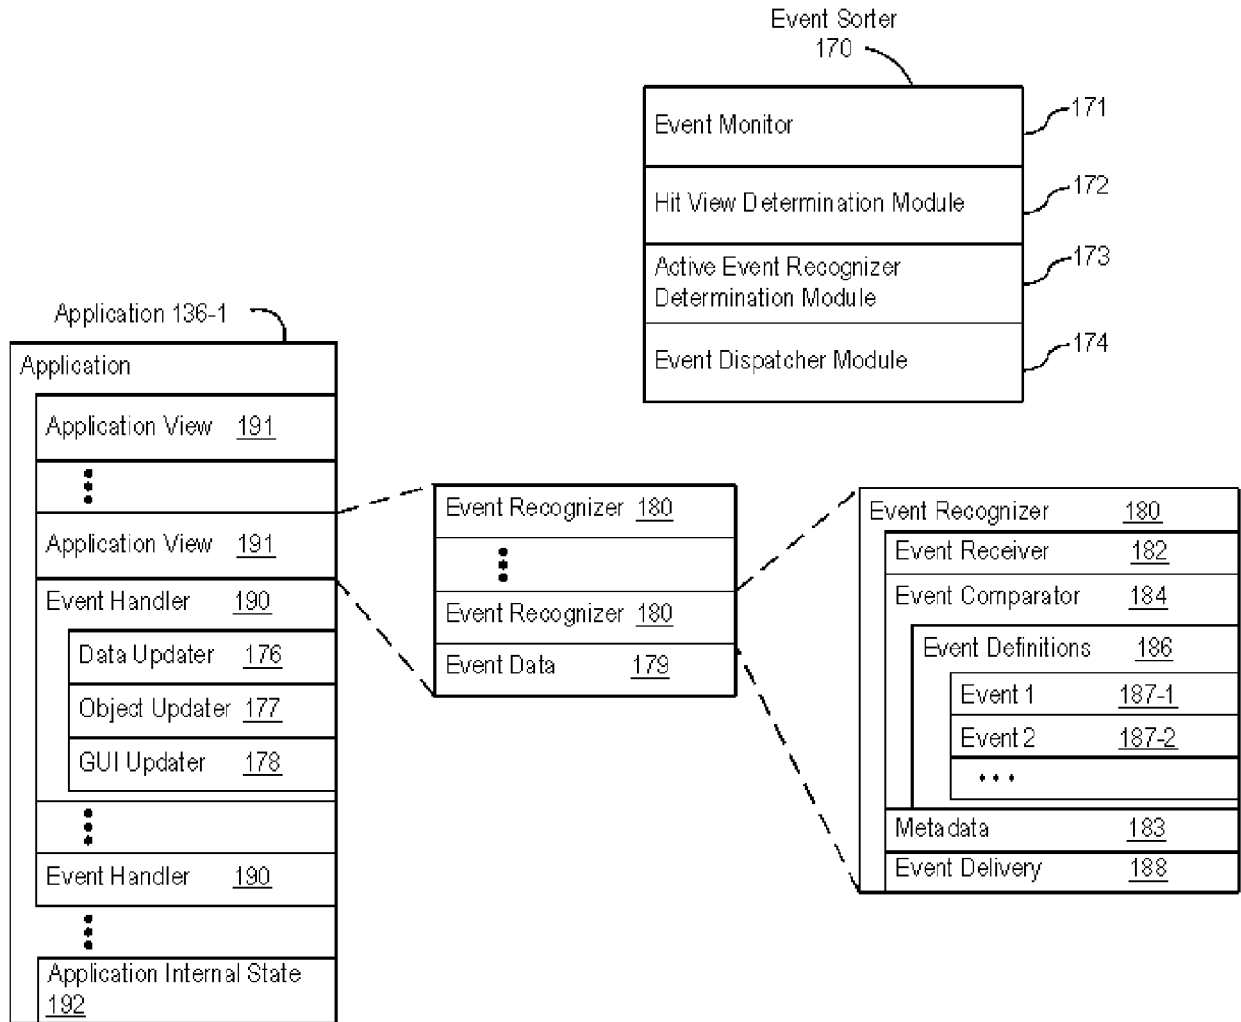 Event Sorter
170
Event Monitor
171
Hit View Determination Module
172
Active Event Recognizer
Determination Module
173
Event Dispatcher Module
174
Application 136-1
Application
Application View 191
Application View 191
Event Handler 190
Data Updater 176
Object Updater 177
GUI Updater 178
Event Handler 190
Application Internal State
192
Event Recognizer 180
Event Recognizer 180
Event Data 179
Event Recognizer 180
Event Receiver 182
Event Comparator 184
Event Definitions 186
Event 1 187-1
Event 2 187-2
Metadata 183
Event Delivery 188